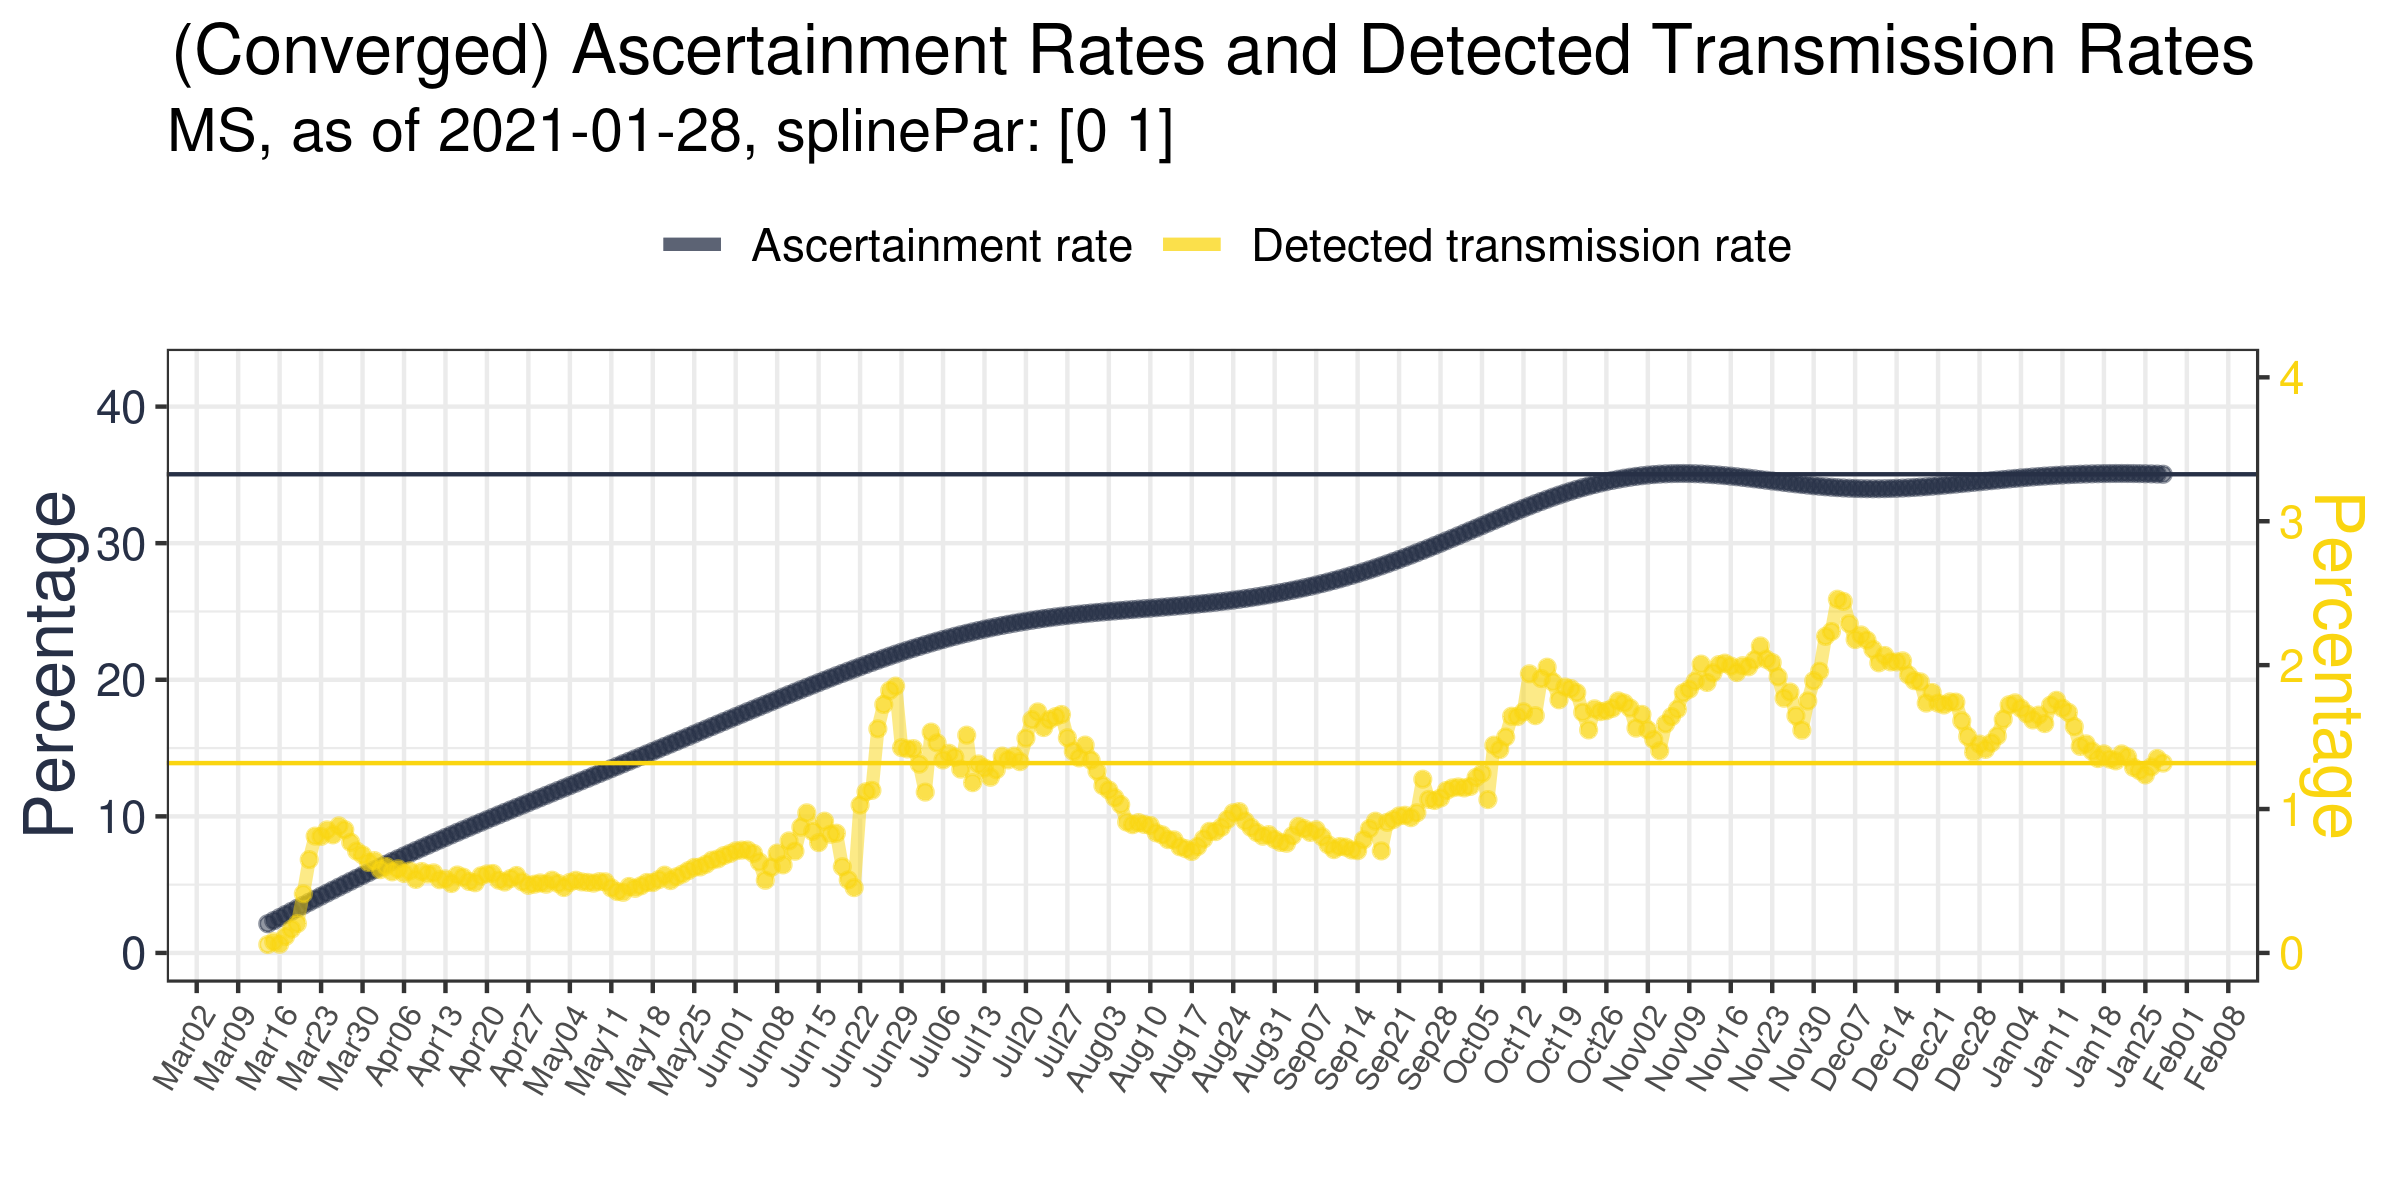 (Converged) Ascertainment Rates and Detected Transmission Rates
MS, as of 2021-01-28, splinePar: [0 1]
Ascertainment rate Detected transmission rate
Percentage
40
30
20
10
0
4
3
2
1
0
Percentage
Mar02 Mar09 Mar16 Mar23 Mar30 Apr06 Apr13 Apr20 Apr27 May04 May11 May18 May25 Jun01 Jun08 Jun15 Jun22 Jun29 Jul06 Jul13 Jul20 Jul27 Aug03 Aug10 Aug17 Aug24 Aug31 Sep07 Sep14 Sep21 Sep28 Oct05 Oct12 Oct19 Oct26 Nov02 Nov09 Nov16 Nov23 Nov30 Dec07 Dec14 Dec21 Dec28 Jan04 Jan11 Jan18 Jan25 Feb01 Feb08